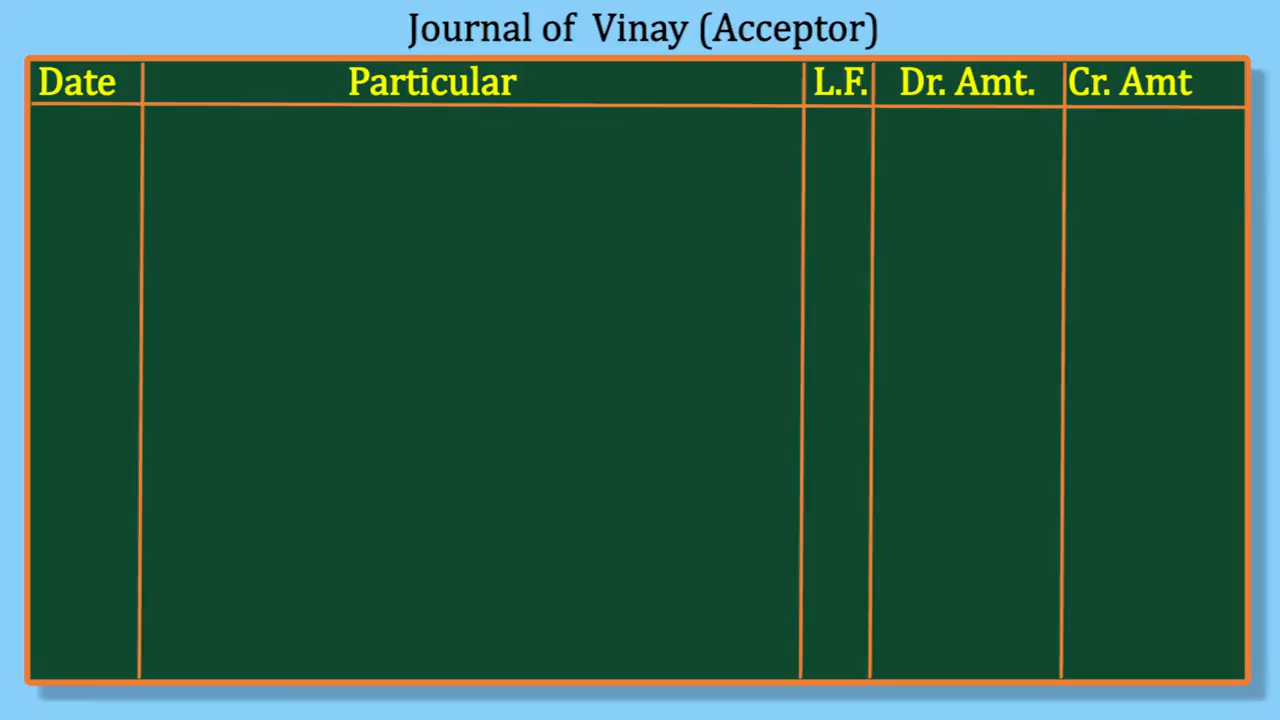 Journal of Vinay (Acceptor)
Date Particular L.F. Dr. Amt. Cr. Amt